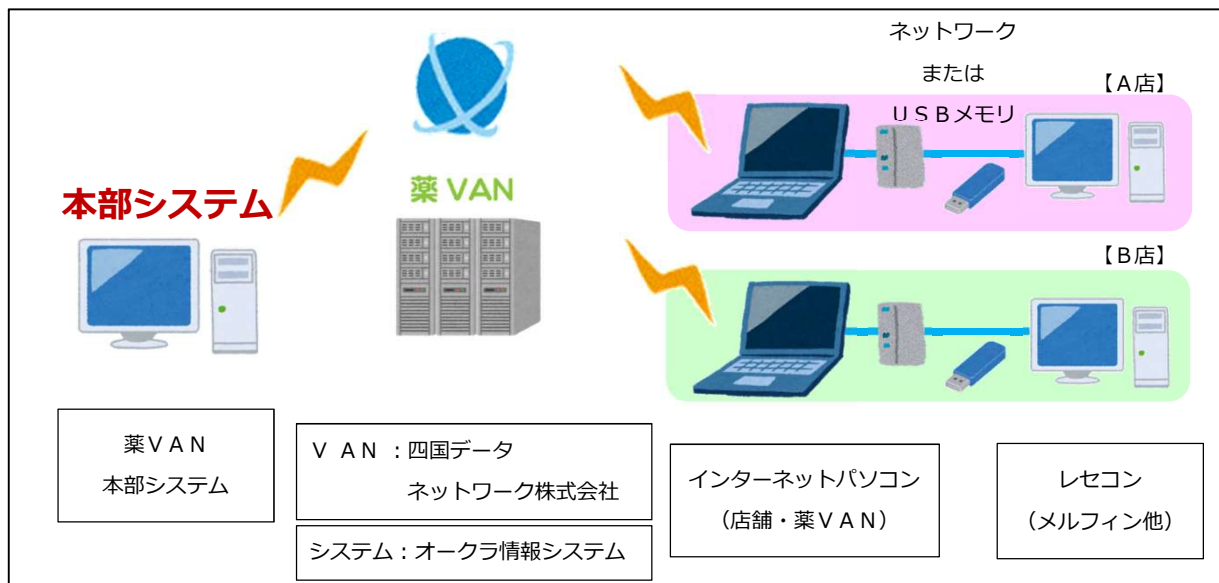 ネットワーク
または
USBメモリ
【A店】
薬VAN
本部システム
【B店】
薬VAN
本部システム
V AN :四国データ
ネットワーク株式会社
システム:オークラ情報システム
インターネットパソコン
(店舗・薬VAN)
レセコン
(メルフィン他)